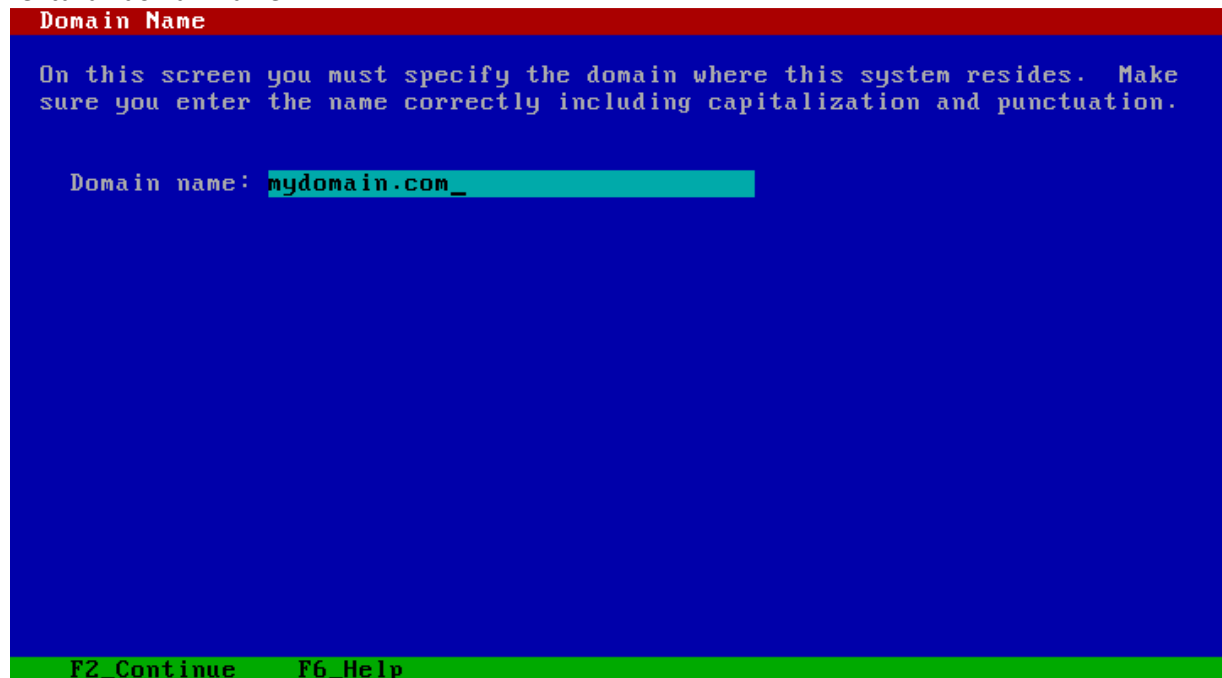 Domain Name
On this screen you must specify the domain where this system resides.  Make
sure you enter the name correctly including capitalization and punctuation.
Domain name: mydomain.com_
F2_Continue    F6_Help